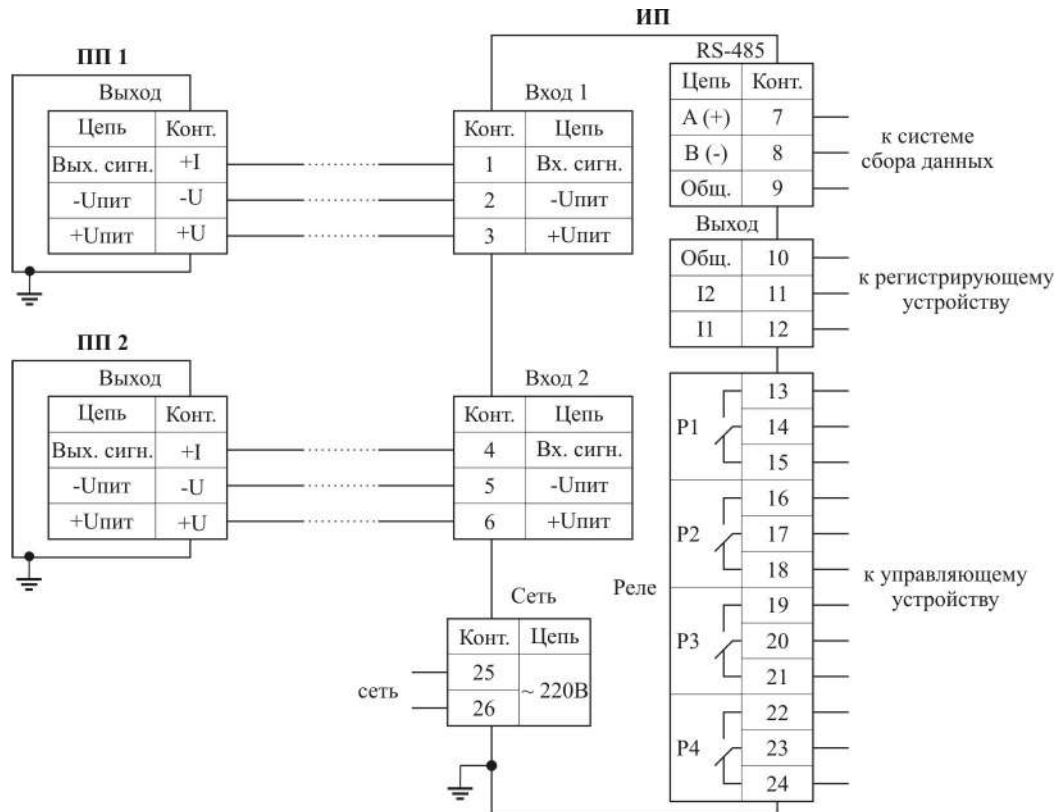 ИП
ПП 1
Выход
Цепь Конт.
Вых. сигн. +I
-Uпит -U
+Uпит +U
Вход 1
Конт. Цепь
1 Вх. сигн.
2 -Uпит
3 +Uпит
RS-485
Цепь Конт.
A (+) 7
B (-) 8
Общ. 9
к системе
сбора данных
Выход
Общ. 10
I2 11
I1 12
к регистрирующему
устройству
ПП 2
Выход
Цепь Конт.
Вых. сигн. +I
-Uпит -U
+Uпит +U
Вход 2
Конт. Цепь
4 Вх. сигн.
5 -Uпит
6 +Uпит
Реле
P1
13
14
15
P2
16
17
18
P3
19
20
21
P4
22
23
24
к управляющему
устройству
Сеть
Конт. Цепь
сеть
25
26
~ 220В